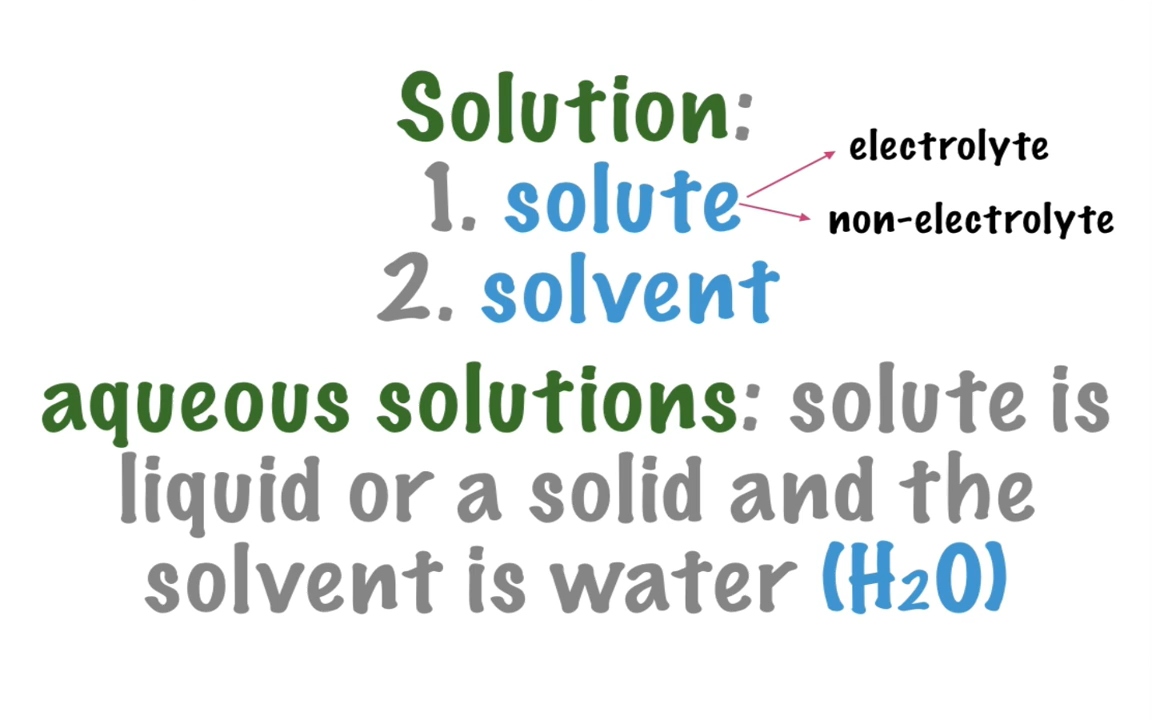 Solution:
1. solute
electrolyte
non-electrolyte
2. solvent
aqueous solutions: solute is
liquid or a solid and the
solvent is water (H₂O)